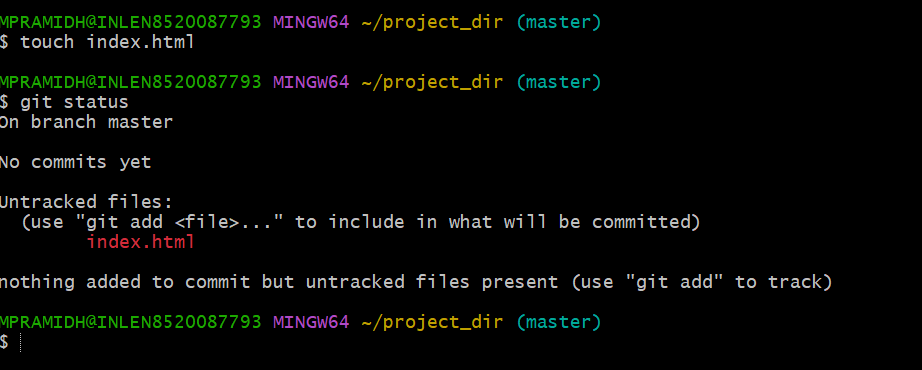 MPRAMIDH@INLEN8520087793 MINGW64 ~/project_dir (master)
$ touch index.html
MPRAMIDH@INLEN8520087793 MINGW64 ~/project_dir (master)
$ git status
On branch master
No commits yet
Untracked files:
(use "git add <file>..." to include in what will be committed)
index.html
nothing added to commit but untracked files present (use "git add" to track)
MPRAMIDH@INLEN8520087793 MINGW64 ~/project_dir (master)
$